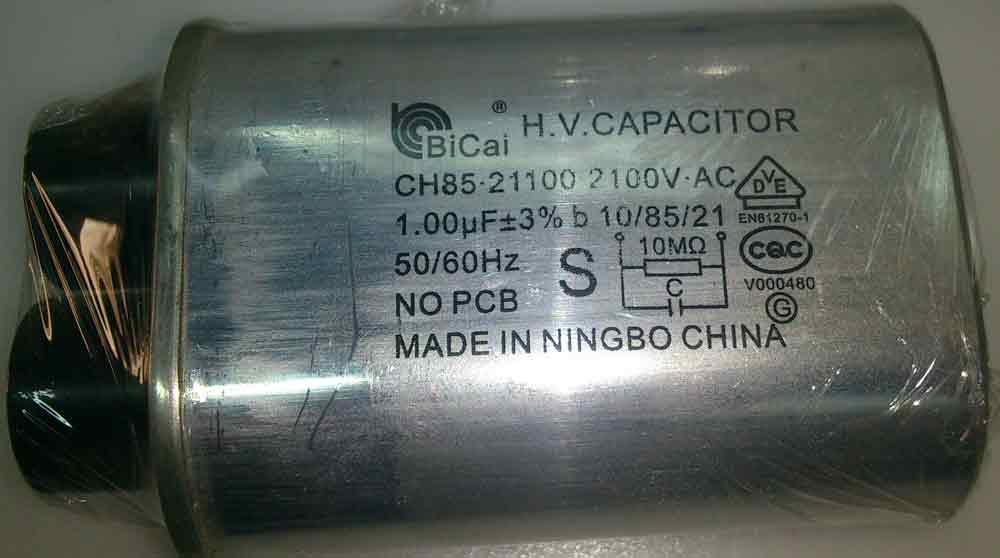 BiCai ® H.V.CAPACITOR
CH85-21100 2100V·AC
DVE
1.00µF±3% b 10/85/21
EN61270-1
50/60Hz
S
10MΩ
C
CQC
V000480
NO PCB
G
MADE IN NINGBO CHINA